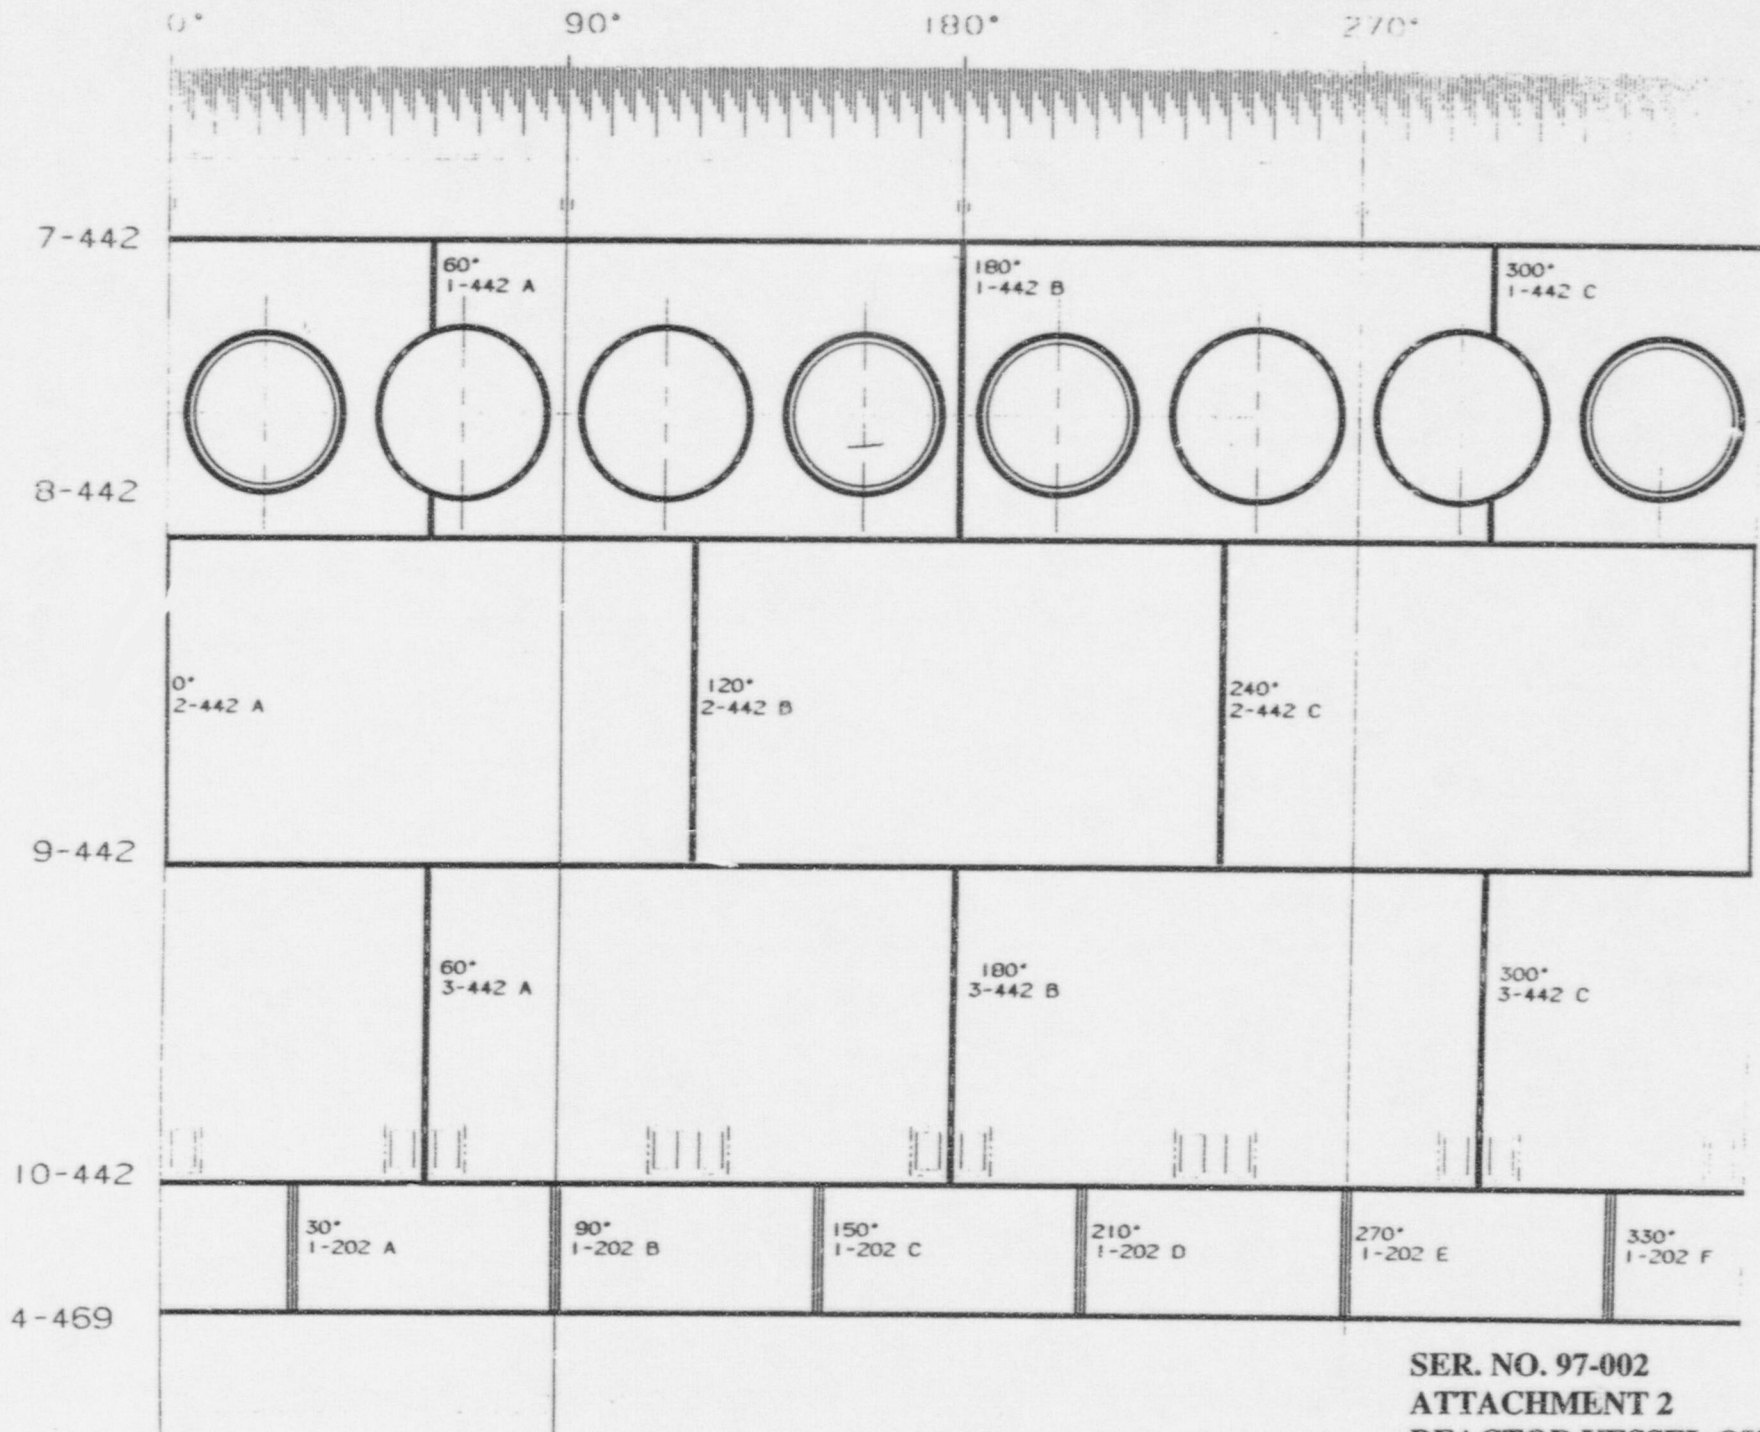 0° 90° 180° 270°
7-442
60° 180° 300°
1-442 A 1-442 B 1-442 C
8-442
0° 120° 240°
2-442 A 2-442 B 2-442 C
9-442
60° 180° 300°
3-442 A 3-442 B 3-442 C
10-442
30° 90° 150° 210° 270° 330°
1-202 A 1-202 B 1-202 C 1-202 D 1-202 E 1-202 F
4-469
SER. NO. 97-002
ATTACHMENT 2
REACTOR VESSEL